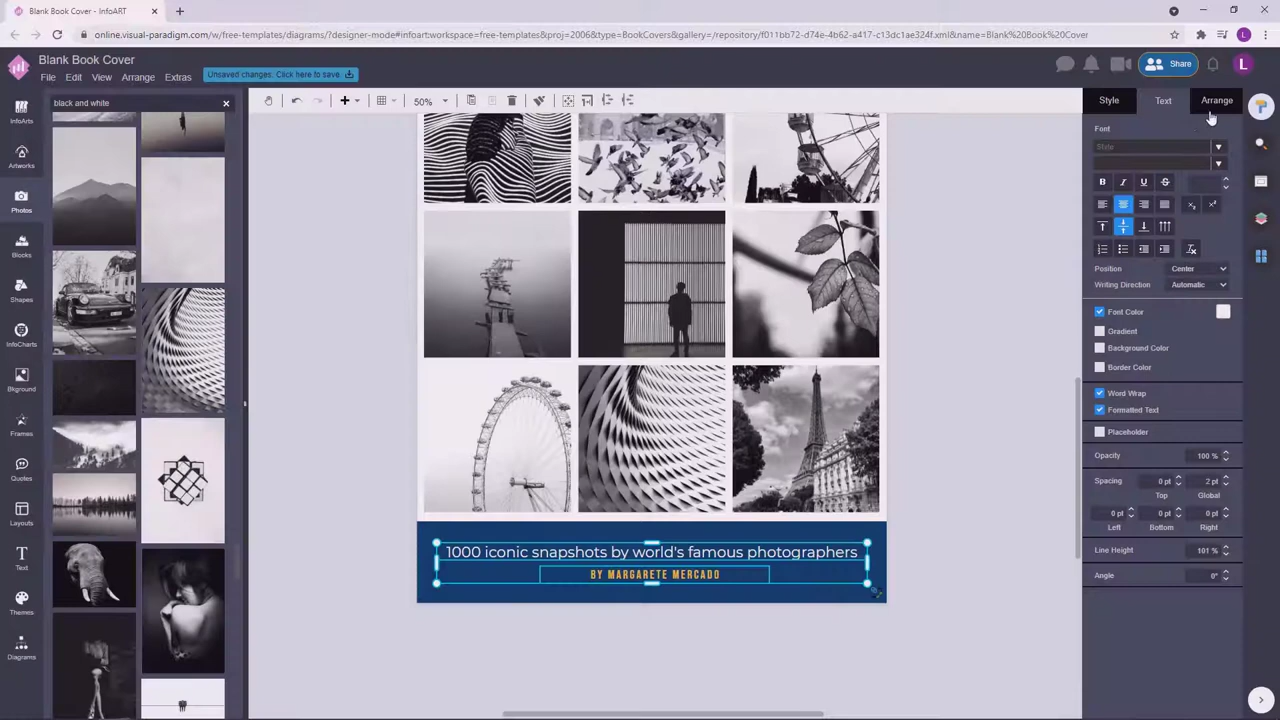 Blank Book Cover - InfoART
online.visual-paradigm.com/w/free-templates/diagrams/?designer-mode#infoart:workspace=free-templates&proj=2006&type=BookCovers&gallery=/repository/f011bb72-d74e-4b62-a417-c13dc1ae324f.xml&name=Blank%20Book%20Cover
L
Blank Book Cover
File Edit View Arrange Extras
Unsaved changes. Click here to save.
Share
L
black and white
50%
Style Text Arrange
InfoArts
Artworks
Photos
Blocks
Shapes
InfoCharts
Bkground
Frames
Quotes
Layouts
Text
Themes
Diagrams
1000 iconic snapshots by world's famous photographers
BY MARGARETE MERCADO
Font
Style
Position Center
Writing Direction Automatic
Font Color
Gradient
Background Color
Border Color
Word Wrap
Formatted Text
Placeholder
Opacity 100 %
Spacing 0 pt 2 pt
Top Global
0 pt 0 pt 0 pt
Left Bottom Right
Line Height 101 %
Angle 0°